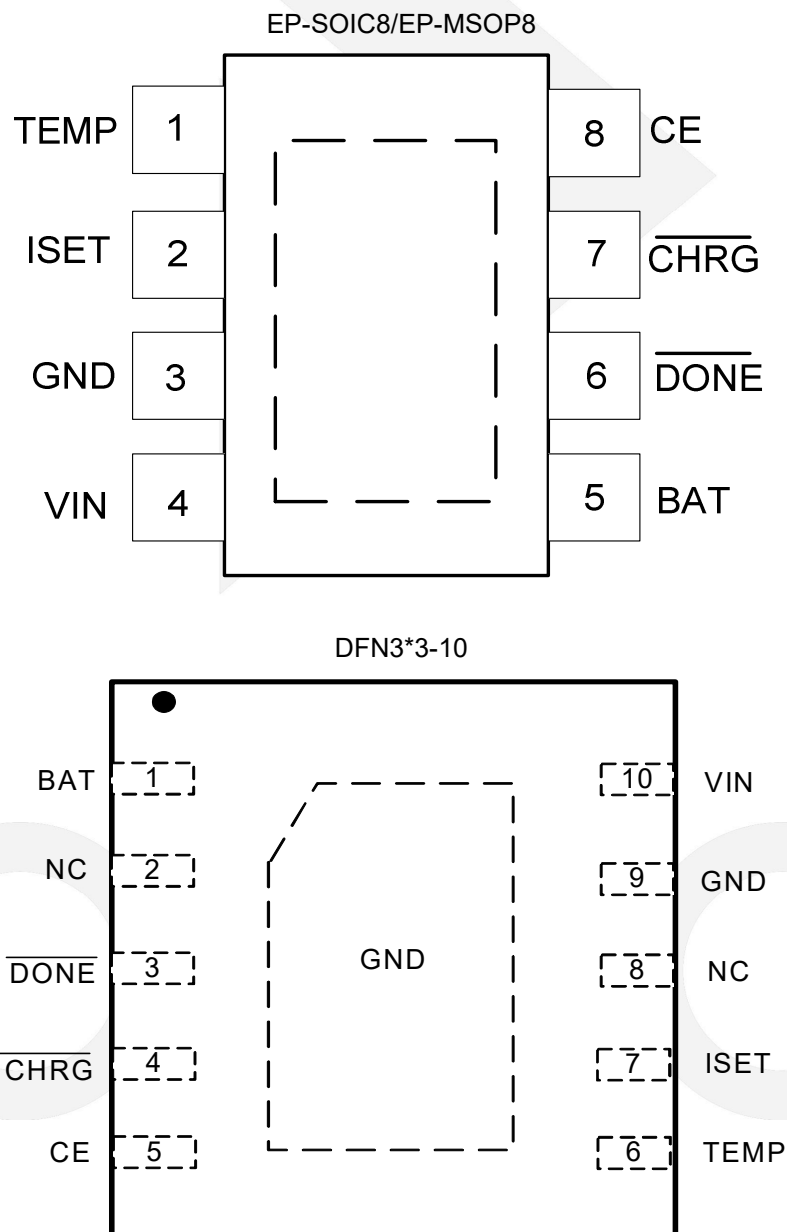 EP-SOIC8/EP-MSOP8
TEMP 1 8 CE
ISET 2 7 CHRG
GND 3 6 DONE
VIN 4 5 BAT
DFN3*3-10
BAT 1 10 VIN
NC 2 9 GND
DONE 3 GND 8 NC
CHRG 4 7 ISET
CE 5 6 TEMP